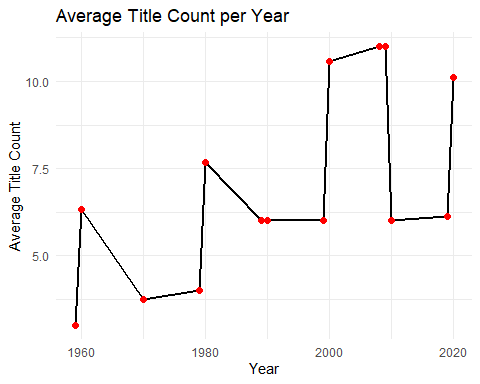 Average Title Count per Year
Average Title Count
10.0
7.5
5.0
1960 1980 2000 2020
Year